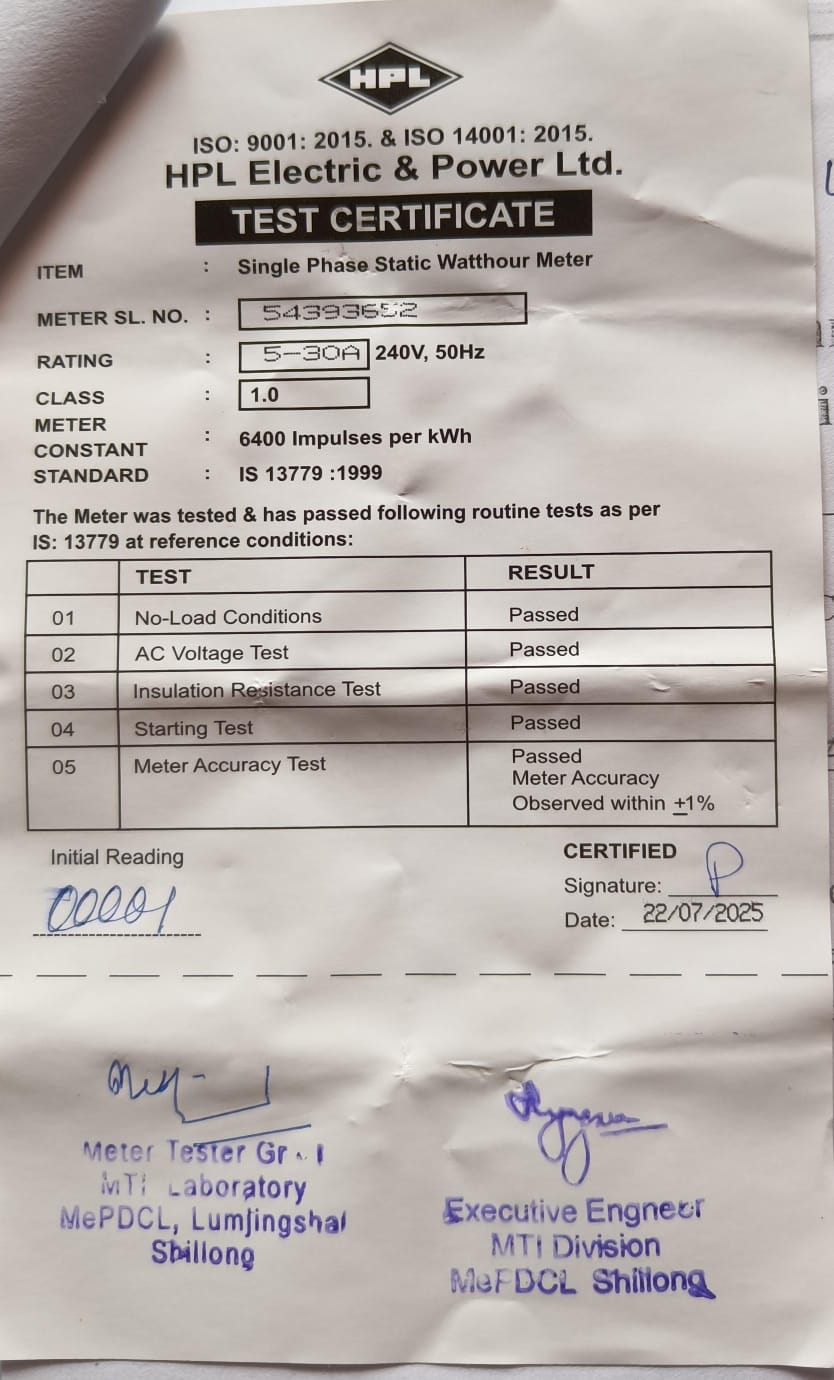 HPL
ISO: 9001: 2015. & ISO 14001: 2015.
HPL Electric & Power Ltd.
TEST CERTIFICATE
ITEM : Single Phase Static Watthour Meter
METER SL. NO. :
RATING : 5-30A 240V, 50Hz
CLASS : 1.0
METER
CONSTANT : 6400 Impulses per kWh
STANDARD : IS 13779 :1999
The Meter was tested & has passed following routine tests as per
IS: 13779 at reference conditions:
TEST RESULT
01 No-Load Conditions Passed
02 AC Voltage Test Passed
03 Insulation Resistance Test Passed
04 Starting Test Passed
05 Meter Accuracy Test Passed
Meter Accuracy
Observed within ±1%
Initial Reading
00001
CERTIFIED
Signature:
Date: 22/07/2025
Meter Tester Gr
MTI Laboratory
MePDCL, Lumjingshai
Shillong
Executive Engneer
MTI Division
MePDCL Shillong